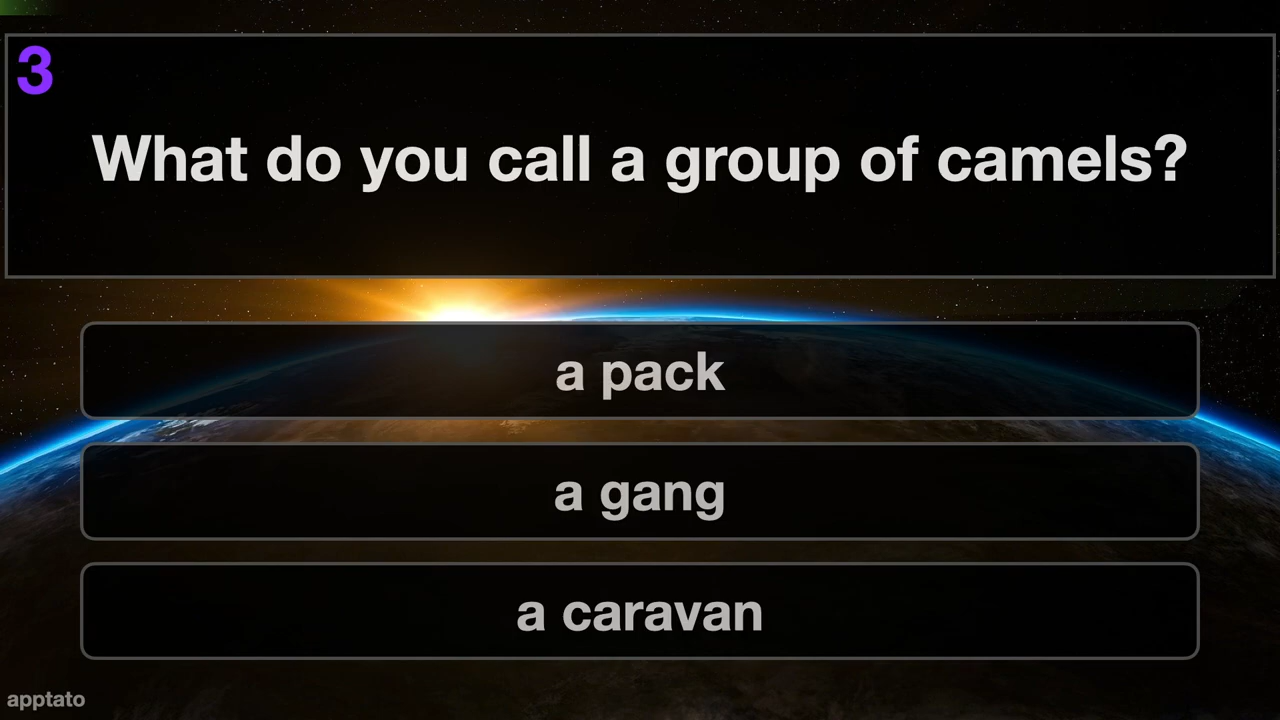 3
What do you call a group of camels?
a pack
a gang
a caravan
apptato